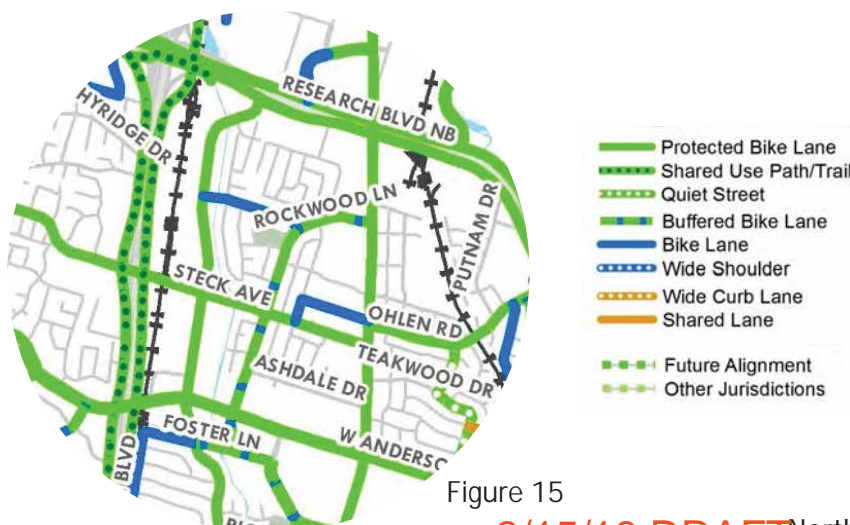 HYRIDGE DR
RESEARCH BLVD NB
ROCKWOOD LN
PUTNAM DR
STECK AVE
OHLEN RD
TEAKWOOD DR
ASHDALE DR
FOSTER LN
W ANDERSO
BLVD
Protected Bike Lane
Shared Use Path/Trail
Quiet Street
Buffered Bike Lane
Bike Lane
Wide Shoulder
Wide Curb Lane
Shared Lane
Future Alignment
Other Jurisdictions
Figure 15